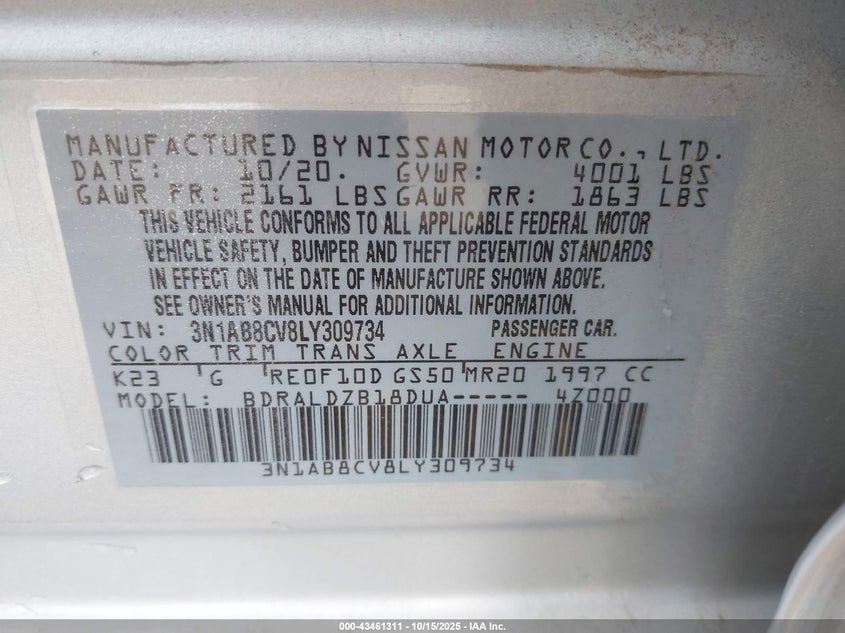 MANUFACTURED BY NISSAN MOTOR CO., LTD.
DATE: 10/20. GVWR: 4001 LBS
GAWR FR: 2161 LBS GAWR RR: 1863 LBS
THIS VEHICLE CONFORMS TO ALL APPLICABLE FEDERAL MOTOR
VEHICLE SAFETY, BUMPER AND THEFT PREVENTION STANDARDS
IN EFFECT ON THE DATE OF MANUFACTURE SHOWN ABOVE.
SEE OWNER'S MANUAL FOR ADDITIONAL INFORMATION.
VIN: 3N1AB8CV8LY309734 PASSENGER CAR.
COLOR TRIM TRANS AXLE ENGINE
K23 G RE0F10D GS50 MR20 1997 CC
MODEL: BDRALDZB18DUA----- 4Z000
3N1AB8CV8LY309734
000-43461311 | 10/15/2025 - IAA Inc.